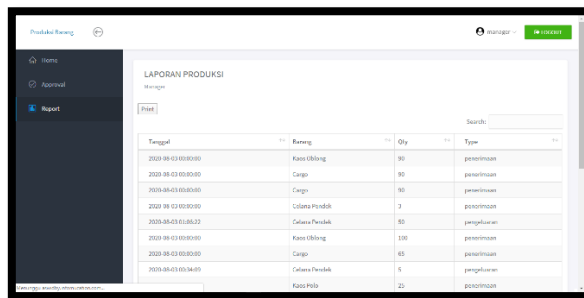 Produksi Barang
manager
LOGOUT
Home
Approval
Report
LAPORAN PRODUKSI
Manager
Print
Search:
Tanggal Barang Qty Type
2020-08-03 00:00:00 Kaos Oblong 90 penerimaan
2020-08-03 00:00:00 Cargo 90 penerimaan
2020-08-03 00:00:00 Cargo 90 penerimaan
2020-08-03 00:00:00 Celana Pendek 3 penerimaan
Celana Pendek 50 pengeluaran
2020-08-03 00:00:00 Kaos Oblong 100 penerimaan
2020-08-03 00:00:00 Cargo 65 penerimaan
Celana Pendek 5 pengeluaran
Kaos Polo 25 penerimaan
Menunggu